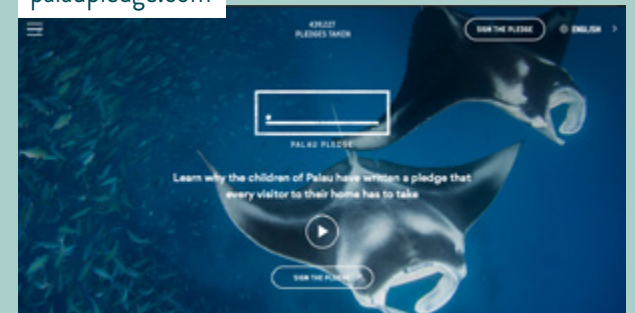 palaupledge.com
439,227
PLEDGES TAKEN
SIGN THE PLEDGE
ENGLISH
PALAU PLEDGE
Learn why the children of Palau have written a pledge that
every visitor to their home has to take
SIGN THE PLEDGE